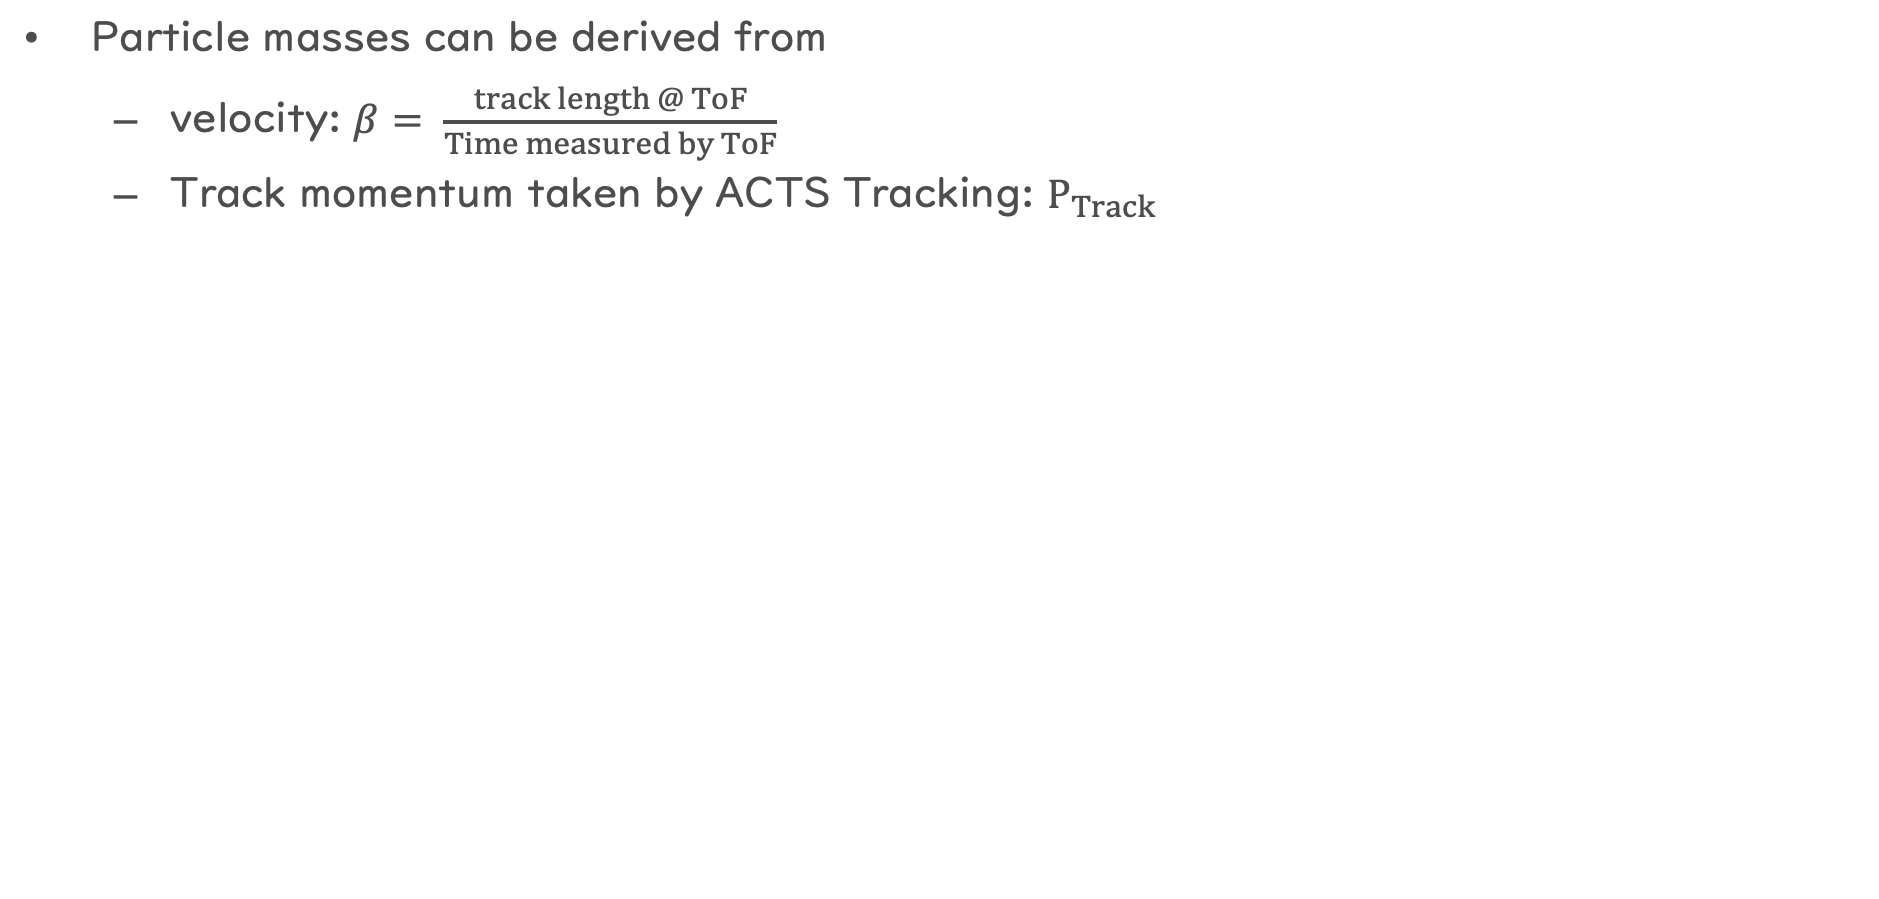 • Particle masses can be derived from
– velocity: β = track length @ ToF / Time measured by ToF
– Track momentum taken by ACTS Tracking: P_Track